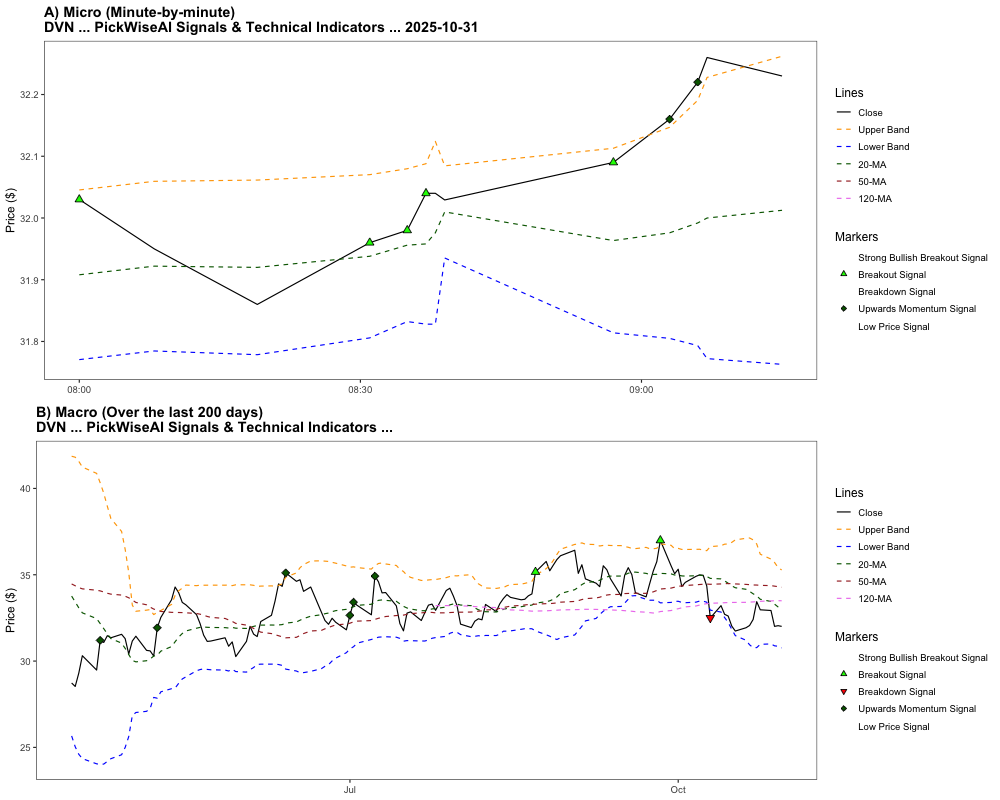 A) Micro (Minute-by-minute)
DVN ... PickWiseAI Signals & Technical Indicators ... 2025-10-31
Price ($)
32.2
32.1
32.0
31.9
31.8
08:00
08:30
09:00
Lines
Close
Upper Band
Lower Band
20-MA
50-MA
120-MA
Markers
Strong Bullish Breakout Signal
Breakout Signal
Breakdown Signal
Upwards Momentum Signal
Low Price Signal
B) Macro (Over the last 200 days)
DVN ... PickWiseAI Signals & Technical Indicators ...
Price ($)
40
35
30
25
Jul
Oct
Lines
Close
Upper Band
Lower Band
20-MA
50-MA
120-MA
Markers
Strong Bullish Breakout Signal
Breakout Signal
Breakdown Signal
Upwards Momentum Signal
Low Price Signal